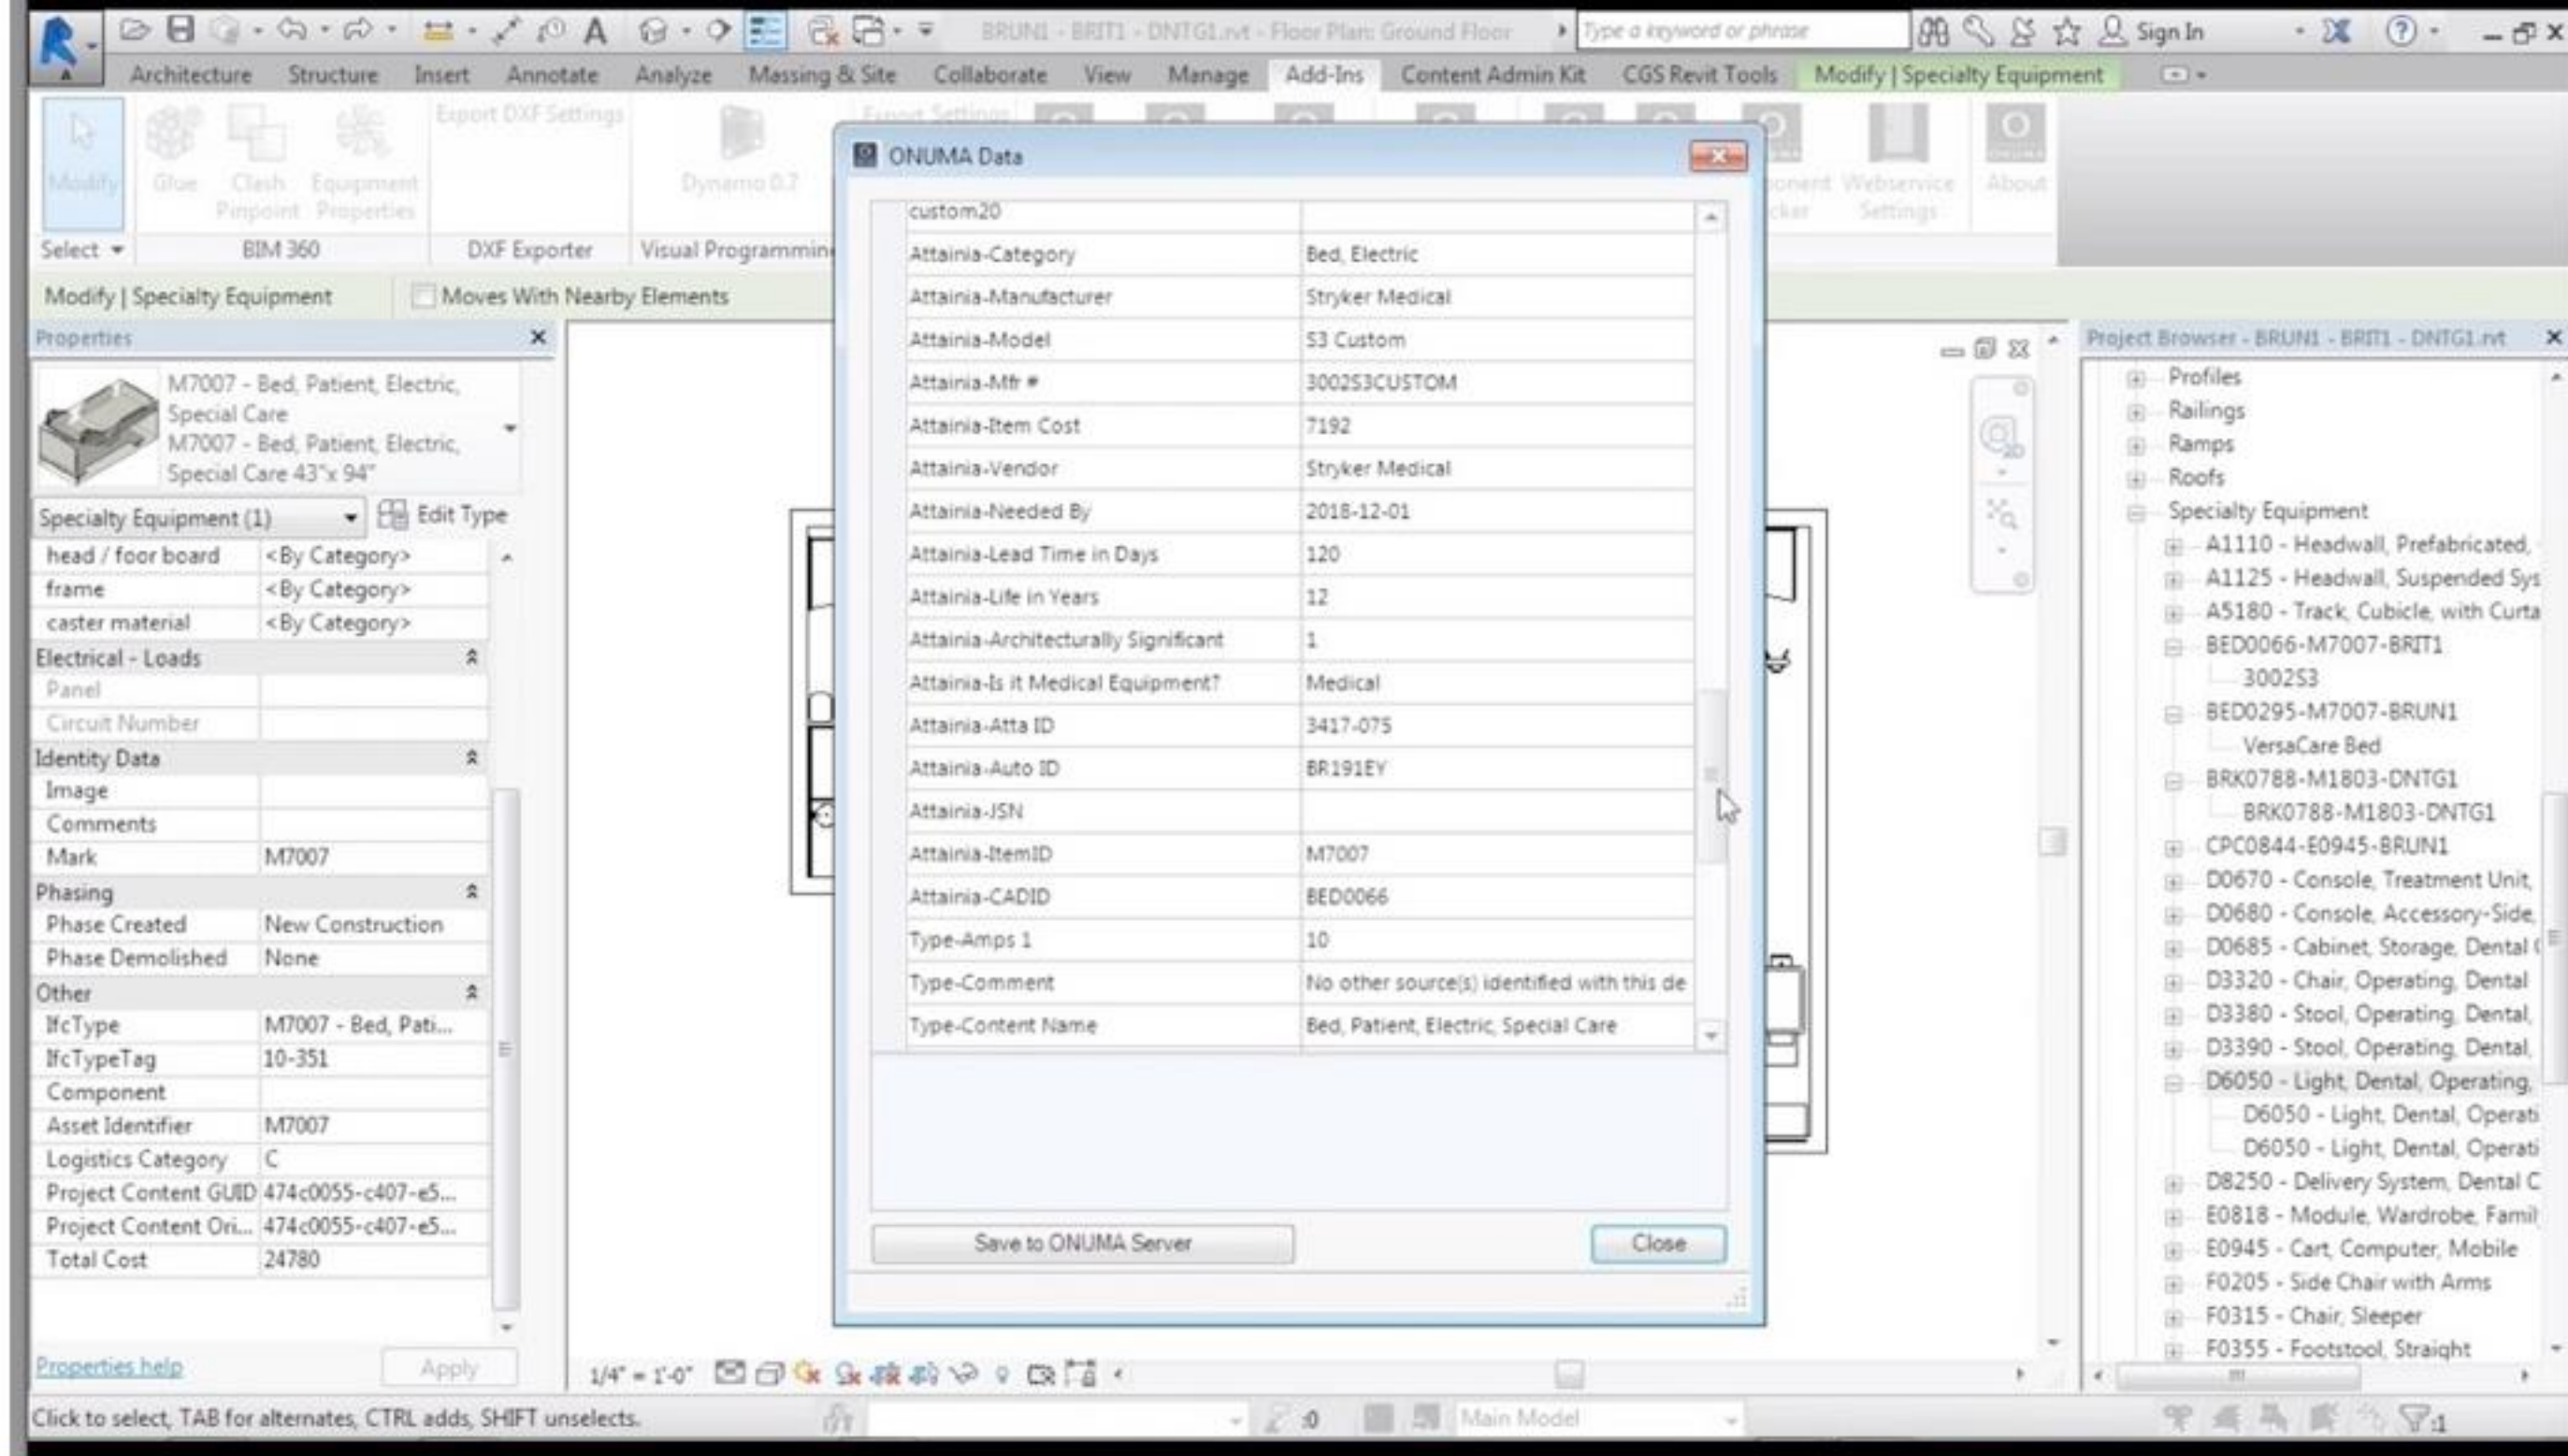 BRUN1 - BRIT1 - DNTG1.rvt - Floor Plan: Ground Floor
Type a keyword or phrase
Sign In
Architecture Structure Insert Annotate Analyze Massing & Site Collaborate View Manage Add-Ins Content Admin Kit CGS Revit Tools Modify | Specialty Equipment
Modify
Glue
Clash Pinpoint
Equipment Properties
Export DXF Settings
Dynamo 0.7
Export Settings
Webservice Settings
About
Select
BIM 360
DXF Exporter
Visual Programmin
Modify | Specialty Equipment
Moves With Nearby Elements
Properties
M7007 - Bed, Patient, Electric,
Special Care
M7007 - Bed, Patient, Electric,
Special Care 43"x 94"
Specialty Equipment (1)
Edit Type
head / foor board <By Category>
frame <By Category>
caster material <By Category>
Electrical - Loads
Panel
Circuit Number
Identity Data
Image
Comments
Mark M7007
Phasing
Phase Created New Construction
Phase Demolished None
Other
IfcType M7007 - Bed, Pati...
IfcTypeTag 10-351
Component
Asset Identifier M7007
Logistics Category C
Project Content GUID 474c0055-c407-e5...
Project Content Ori... 474c0055-c407-e5...
Total Cost 24780
Properties help
Apply
ONUMA Data
custom20
Attainia-Category Bed, Electric
Attainia-Manufacturer Stryker Medical
Attainia-Model S3 Custom
Attainia-Mfr # 3002S3CUSTOM
Attainia-Item Cost 7192
Attainia-Vendor Stryker Medical
Attainia-Needed By 2018-12-01
Attainia-Lead Time in Days 120
Attainia-Life in Years 12
Attainia-Architecturally Significant 1
Attainia-Is it Medical Equipment? Medical
Attainia-Atta ID 3417-075
Attainia-Auto ID BR191EY
Attainia-JSN
Attainia-ItemID M7007
Attainia-CADID BED0066
Type-Amps 1 10
Type-Comment No other source(s) identified with this de
Type-Content Name Bed, Patient, Electric, Special Care
Save to ONUMA Server
Close
Project Browser - BRUN1 - BRIT1 - DNTG1.rvt
Profiles
Railings
Ramps
Roofs
Specialty Equipment
A1110 - Headwall, Prefabricated,
A1125 - Headwall, Suspended Sys
A5180 - Track, Cubicle, with Curta
BED0066-M7007-BRIT1
3002S3
BED0295-M7007-BRUN1
VersaCare Bed
BRK0788-M1803-DNTG1
BRK0788-M1803-DNTG1
CPC0844-E0945-BRUN1
D0670 - Console, Treatment Unit,
D0680 - Console, Accessory-Side,
D0685 - Cabinet, Storage, Dental
D3320 - Chair, Operating, Dental
D3380 - Stool, Operating, Dental,
D3390 - Stool, Operating, Dental,
D6050 - Light, Dental, Operating,
D6050 - Light, Dental, Operati
D6050 - Light, Dental, Operati
D8250 - Delivery System, Dental C
E0818 - Module, Wardrobe, Famil
E0945 - Cart, Computer, Mobile
F0205 - Side Chair with Arms
F0315 - Chair, Sleeper
F0355 - Footstool, Straight
1/4" = 1'-0"
Click to select, TAB for alternates, CTRL adds, SHIFT unselects.
:0
Main Model
:1